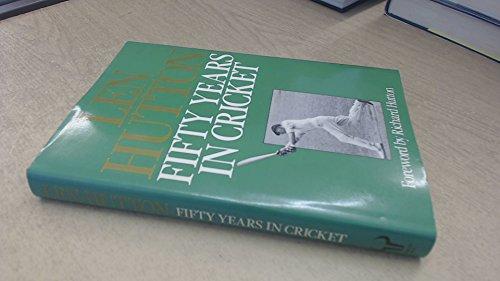 LEN
HUTTON
FIFTY YEARS
IN CRICKET
Foreword by Richard Hutton
LEN HUTTON FIFTY YEARS IN CRICKET